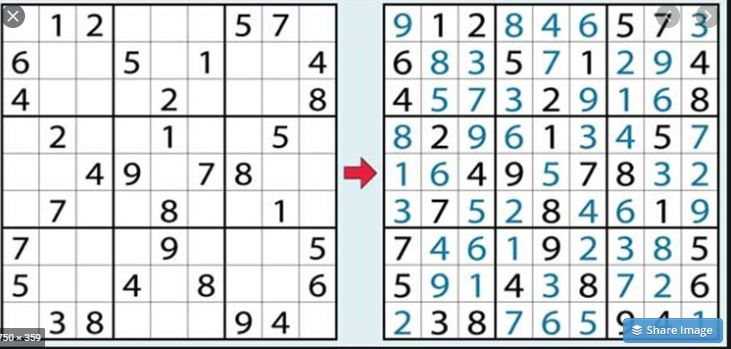 1 2 5 7
6 5 1 4
4 2 8
2 1 5
4 9 7 8
7 8 1
7 9 5
5 4 8 6
3 8 9 4
9 1 2 8 4 6 5 7 3
6 8 3 5 7 1 2 9 4
4 5 7 3 2 9 1 6 8
8 2 9 6 1 3 4 5 7
1 6 4 9 5 7 8 3 2
3 7 5 2 8 4 6 1 9
7 4 6 1 9 2 3 8 5
5 9 1 4 3 8 7 2 6
2 3 8 7 6 5 9 4 1
750 × 359
Share Image